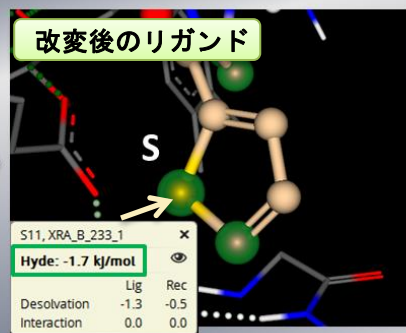 改変後のリガンド
S
S11, XRA_B_233_1 ×
Hyde: -1.7 kJ/mol
Lig Rec
Desolvation -1.3 -0.5
Interaction 0.0 0.0